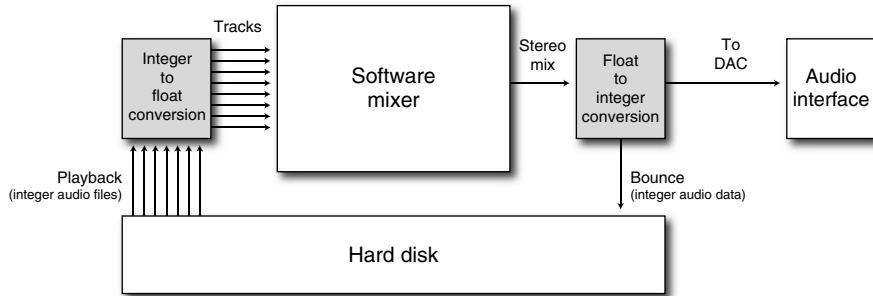 Tracks
Integer
to
float
conversion
Software
mixer
Stereo
mix
Float
to
integer
conversion
To
DAC
Audio
interface
Playback
(integer audio files)
Bounce
(integer audio data)
Hard disk